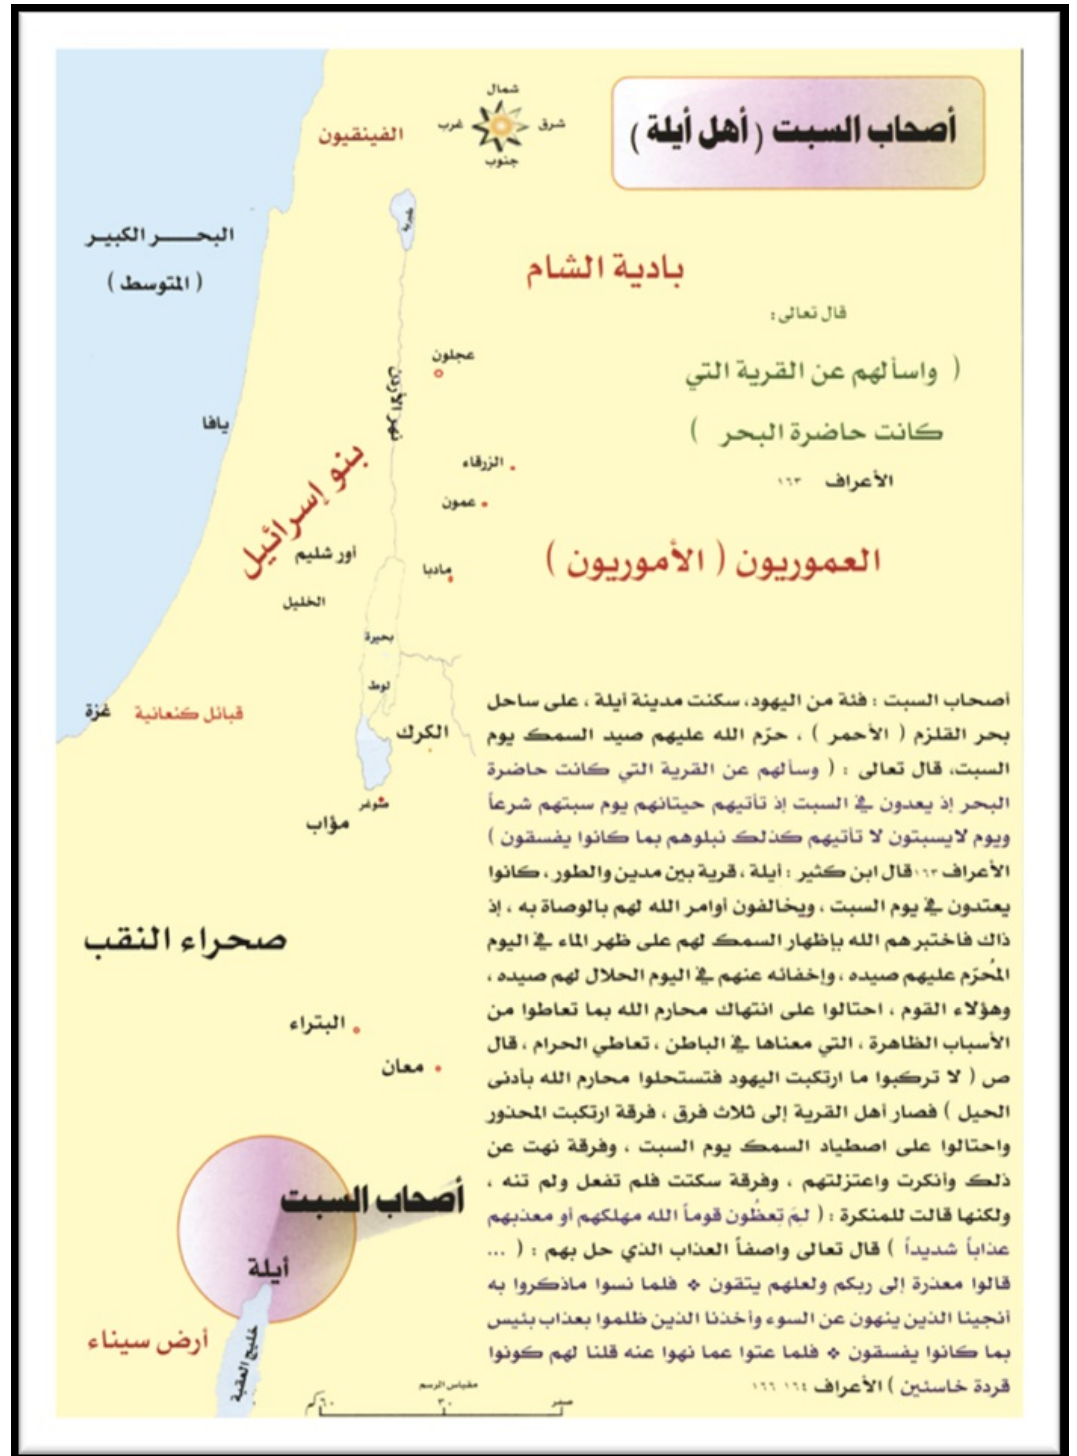 أصحاب السبت ( أهل أيلة )
شمال
شرق
غرب
جنوب
الفينقيون
طبرية
البحـــــر الكبيـر
( المتوسط )
بادية الشام
قال تعالى :
( واسألهم عن القرية التي
كانت حاضرة البحر )
الأعراف ١٦٣
عجلون
نهر الأردن
يافا
الزرقاء
عمون
بنو إسرائيل
أور شليم
مادبا
العموريون ( الأموريون )
الخليل
بحيرة
لوط
غزة
قبائل كنعانية
الكرك
مؤاب
صحراء النقب
البتراء
معان
أصحاب السبت
أيلة
أرض سيناء
خليج العقبة
مقياس الرسم
صفر ٣٠ ٦٠كم
أصحاب السبت : فئة من اليهود، سكنت مدينة أيلة ، على ساحل
بحر القلزم ( الأحمر ) ، حرّم الله عليهم صيد السمك يوم
السبت، قال تعالى : ( وسألهم عن القرية التي كانت حاضرة
البحر إذ يعدون في السبت إذ تأتيهم حيتانهم يوم سبتهم شرعاً
ويوم لايسبتون لا تأتيهم كذلك نبلوهم بما كانوا يفسقون )
الأعراف ١٦٣ قال ابن كثير : أيلة ، قرية بين مدين والطور ، كانوا
يعتدون في يوم السبت ، ويخالفون أوامر الله لهم بالوصاة به ، إذ
ذاك فاختبرهم الله بإظهار السمك لهم على ظهر الماء في اليوم
المُحرّم عليهم صيده ، وإخفائه عنهم في اليوم الحلال لهم صيده ،
وهؤلاء القوم ، احتالوا على انتهاك محارم الله بما تعاطوا من
الأسباب الظاهرة ، التي معناها في الباطن ، تعاطي الحرام ، قال
ص ( لا تركبوا ما ارتكبت اليهود فتستحلوا محارم الله بأدنى
الحيل ) فصار أهل القرية إلى ثلاث فرق ، فرقة ارتكبت المحذور
واحتالوا على اصطياد السمك يوم السبت ، وفرقة نهت عن
ذلك وأنكرت واعتزلتهم ، وفرقة سكتت فلم تفعل ولم تنه ،
ولكنها قالت للمنكرة : ( لمَ تعظُون قوماً الله مهلكهم أو معذبهم
عذاباً شديداً ) قال تعالى واصفاً العذاب الذي حل بهم : ( ...
قالوا معذرة إلى ربكم ولعلهم يتقون ❖ فلما نسوا ماذكروا به
أنجينا الذين ينهون عن السوء وأخذنا الذين ظلموا بعذاب بئيس
بما كانوا يفسقون ❖ فلما عتوا عما نهوا عنه قلنا لهم كونوا
قردة خاسئين ) الأعراف ١٦٤ ١٦٦